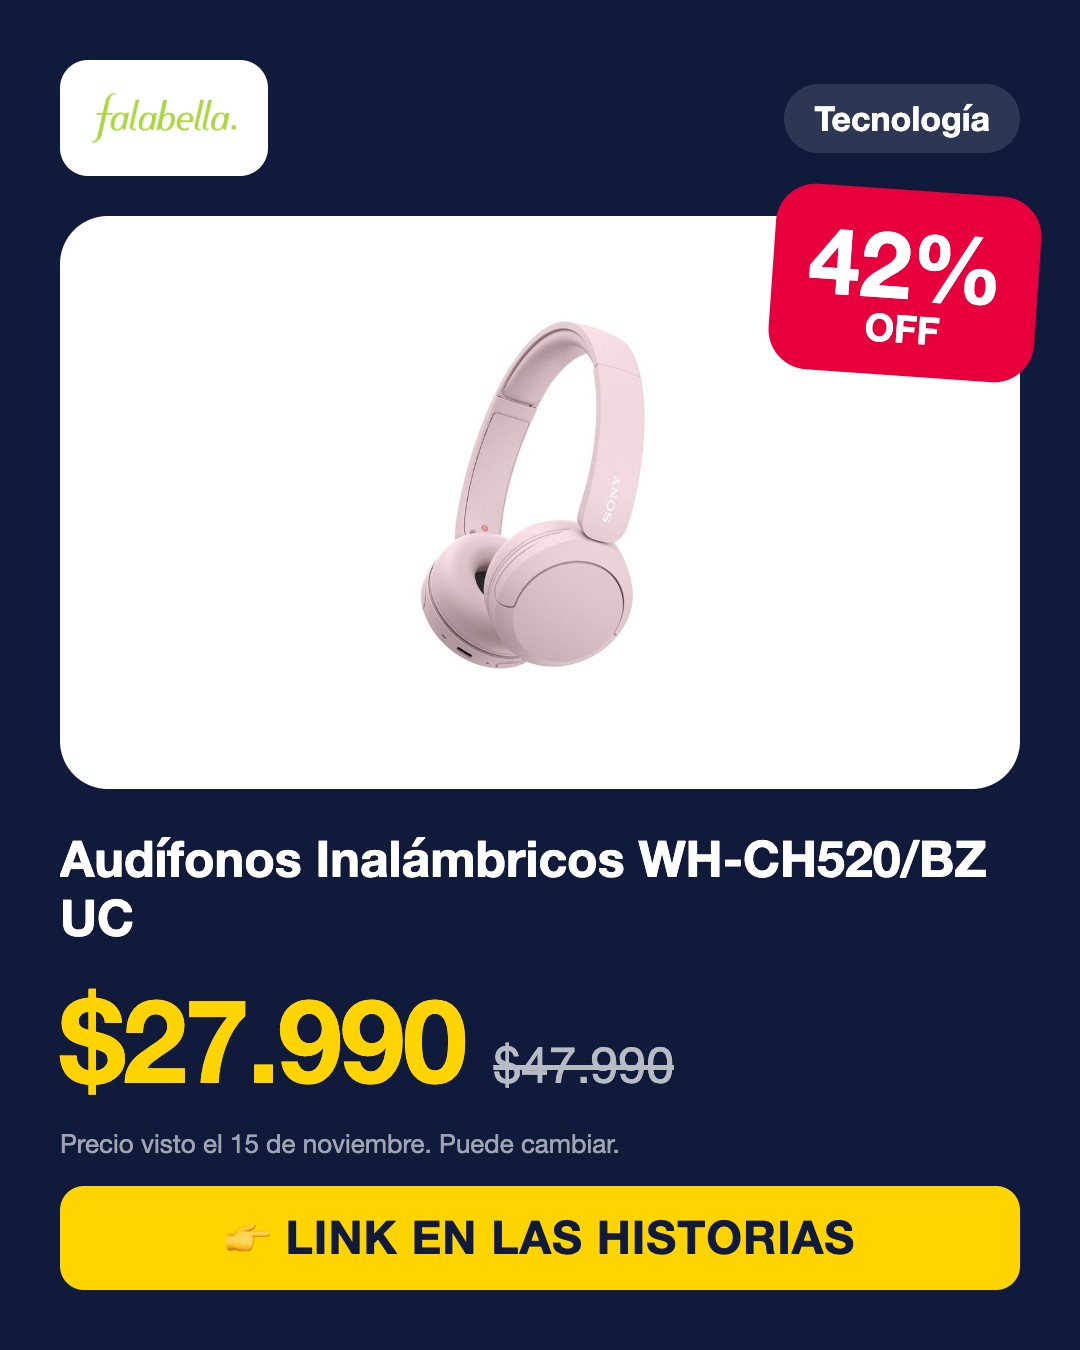 falabella.
Tecnología
42%
OFF
SONY
Audífonos Inalámbricos WH-CH520/BZ
UC
$27.990 $47.990
Precio visto el 15 de noviembre. Puede cambiar.
👉 LINK EN LAS HISTORIAS